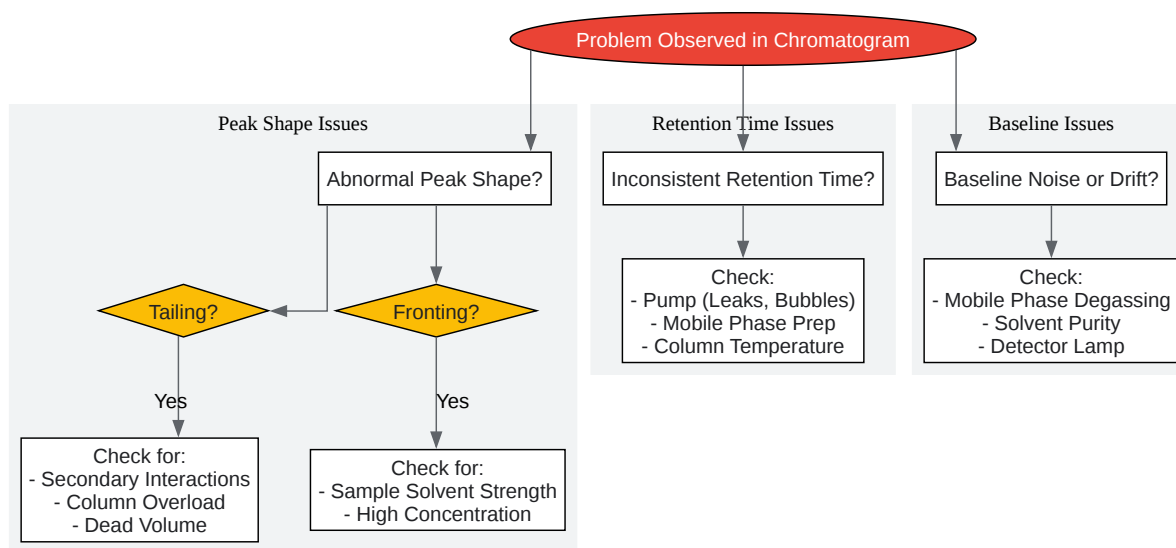 Problem Observed in Chromatogram
Peak Shape Issues
Retention Time Issues
Baseline Issues
Abnormal Peak Shape?
Inconsistent Retention Time?
Baseline Noise or Drift?
Tailing?
Fronting?
Check:
- Pump (Leaks, Bubbles)
- Mobile Phase Prep
- Column Temperature
Check:
- Mobile Phase Degassing
- Solvent Purity
- Detector Lamp
Yes
Yes
Check for:
- Secondary Interactions
- Column Overload
- Dead Volume
Check for:
- Sample Solvent Strength
- High Concentration